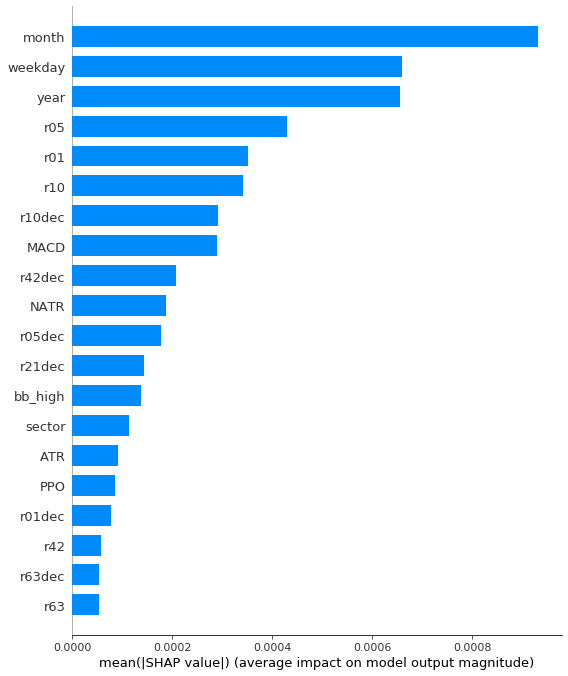 month
weekday
year
r05
r01
r10
r10dec
MACD
r42dec
NATR
r05dec
r21dec
bb_high
sector
ATR
PPO
r01dec
r42
r63dec
r63
0.0000 0.0002 0.0004 0.0006 0.0008
mean(|SHAP value|) (average impact on model output magnitude)